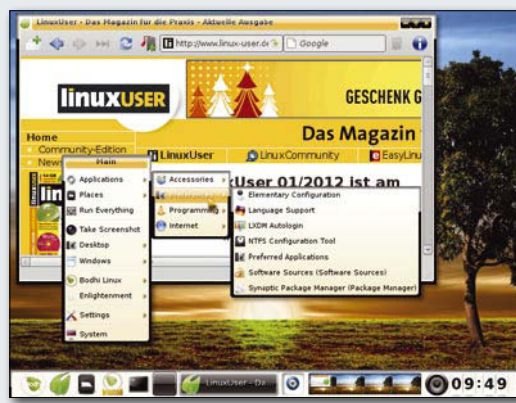 LinuxUser - Das Magazin für die Praxis - Aktuelle Ausgabe
http://www.linux-user.de
Google
linuxUSER
GESCHENK G
Home
Community-Edition
News
Das Magazin
LinuxUser
LinuxCommunity
EasyLinu
xUser 01/2012 ist am
Main
Applications
Places
Run Everything
Take Screenshot
Desktop
Windows
Bodhi Linux
Enlightenment
Settings
System
Accessories
Programming
Internet
Elementary Configuration
Language Support
LXDM Autologin
NTFS Configuration Tool
Preferred Applications
Software Sources (Software Sources)
Synaptic Package Manager (Package Manager)
LinuxUser - Da
09:49